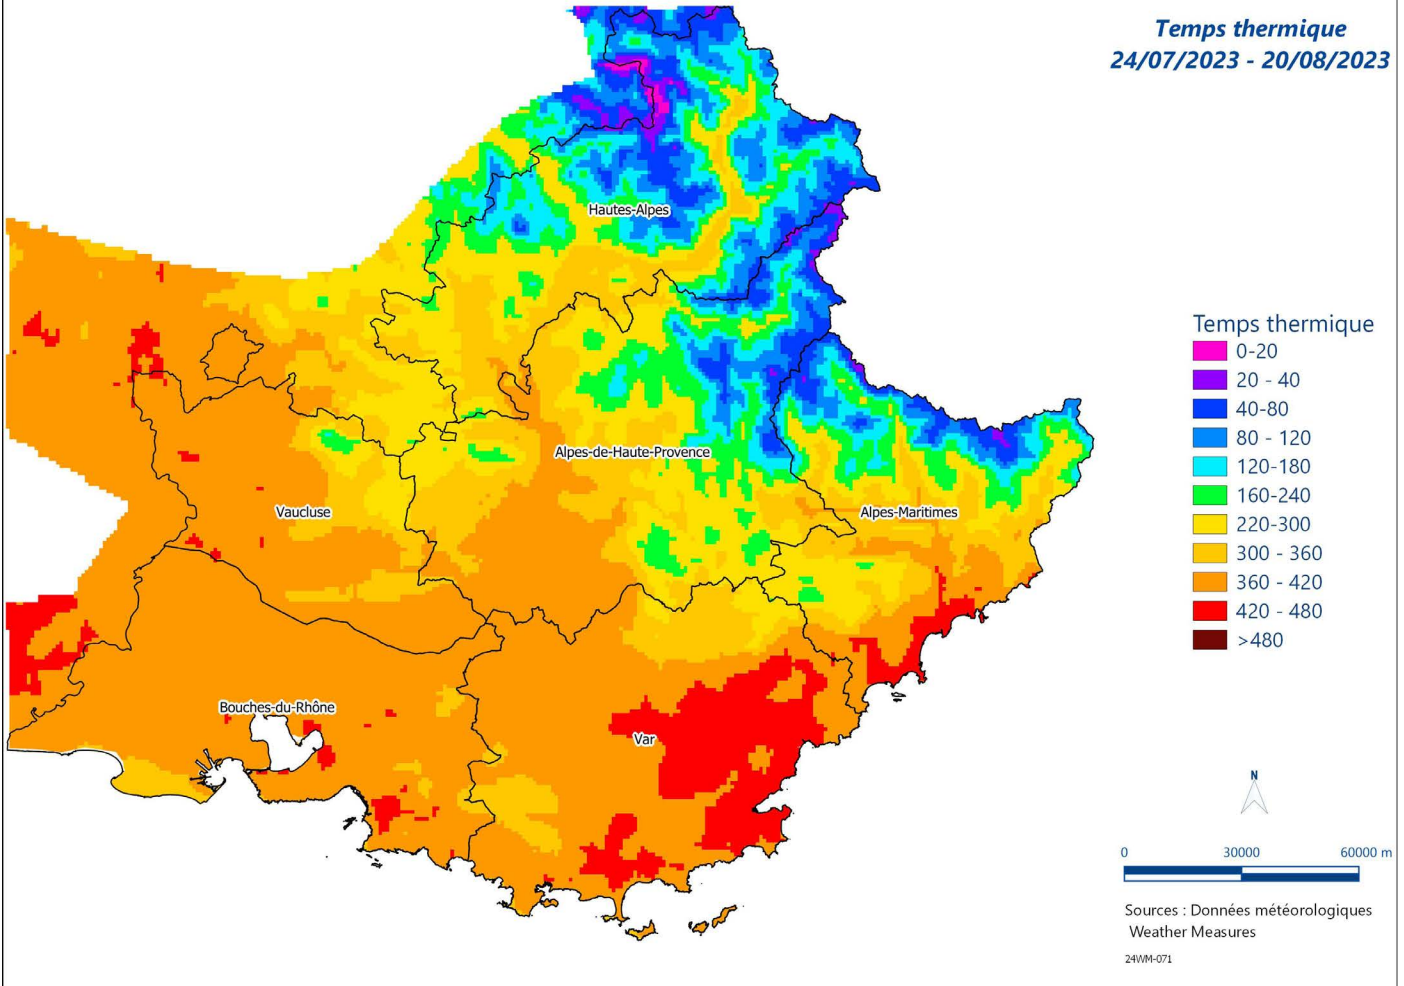 Temps thermique
24/07/2023 - 20/08/2023
Hautes-Alpes
Temps thermique
0-20
20 - 40
40-80
80 - 120
120-180
160-240
220-300
300 - 360
360 - 420
420 - 480
>480
Alpes-de-Haute-Provence
Vaucluse
Alpes-Maritimes
Bouches-du-Rhône
Var
N
0 30000 60000 m
Sources : Données météorologiques
Weather Measures
24WM-071